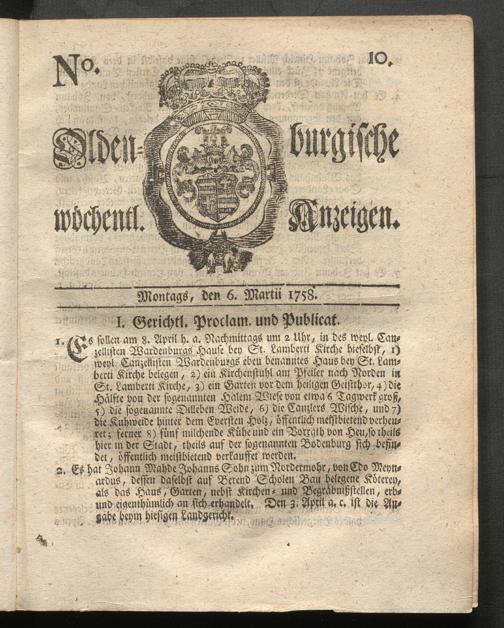 No. 10.
Olden- burgische
wöchentl. Anzeigen.
Montags, den 6. Martii 1758.
I. Gerichtl. Proclam. und Publicat.
1. Es sollen am 8. April h. a. Nachmittags um 2 Uhr, in des weyl. Can-
zellisten Wardenburgs Hause bey St. Lamberti Kirche hieselbst, 1)
weyl. Canzellisten Wardenburgs eben benanntes Haus bey St. Lam-
berti Kirche belegen, 2) ein Kirchenstuhl am Pfeiler nach Norden in
St. Lamberti Kirche, 3) ein Garten vor dem heiligen Geistthor, 4) die
Hälfte von der sogenannten Halem Wiese von etwa 6 Tagwerk groß,
5) die sogenannte Dilleben Weide, 6) die Canzlers Wische, und 7)
die Kuhweide hinter dem Eversten Holz, öffentlich meistbietend verheu-
ret; ferner 8) fünf milchende Kühe und ein Vorrath von Heu, so theils
hier in der Stadt, theils auf der sogenannten Bodenburg sich befin-
det, öffentlich meistbietend verkauffet werden.
2. Es hat Johann Mahde Johanns Sohn zum Nordermohr, von Edo Meyn-
ardus, dessen daselbst auf Berend Scholen Bau belegene Köterey,
als das Haus, Garten, nebst Kirchen- und Begräbnißstellen, erb-
und eigenthümlich an sich erhandelt. Den 3. April a. c. ist die An-
gabe beym hiesigen Landgericht.